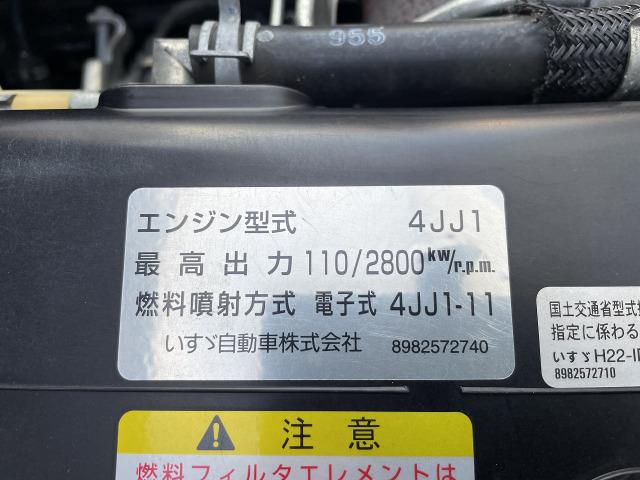 955
エンジン型式 4JJ1
最高出力 110/2800kw/r.p.m.
燃料噴射方式 電子式 4JJ1-11
いすゞ自動車株式会社 8982572740
国土交通省型式
指定に係わる
いすゞH22-I
8982572710
注意
燃料フィルタエレメントは